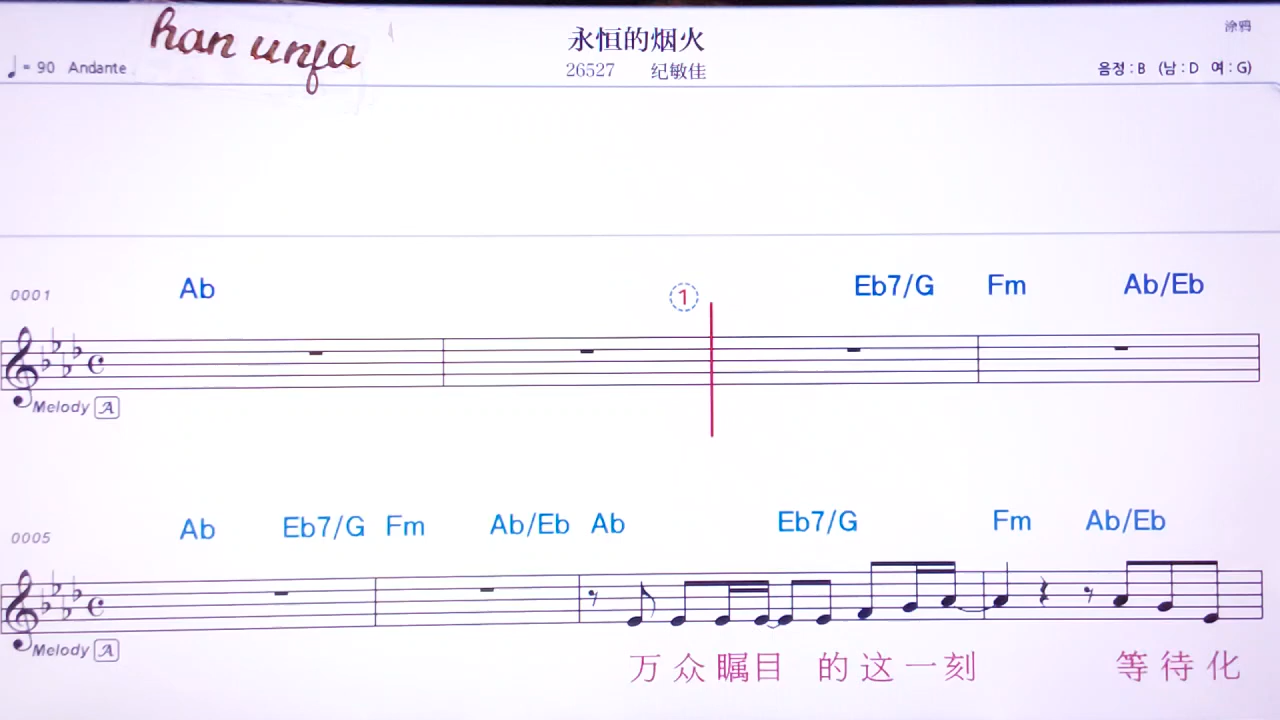 han unfa
永恒的烟火
涂鸦
♩= 90 Andante
26527 纪敏佳
음정 : B (남 : D 여 : G)
0001 Ab ① Eb7/G Fm Ab/Eb
Melody A
0005 Ab Eb7/G Fm Ab/Eb Ab Eb7/G Fm Ab/Eb
Melody A
万众瞩目 的这一刻 等待化